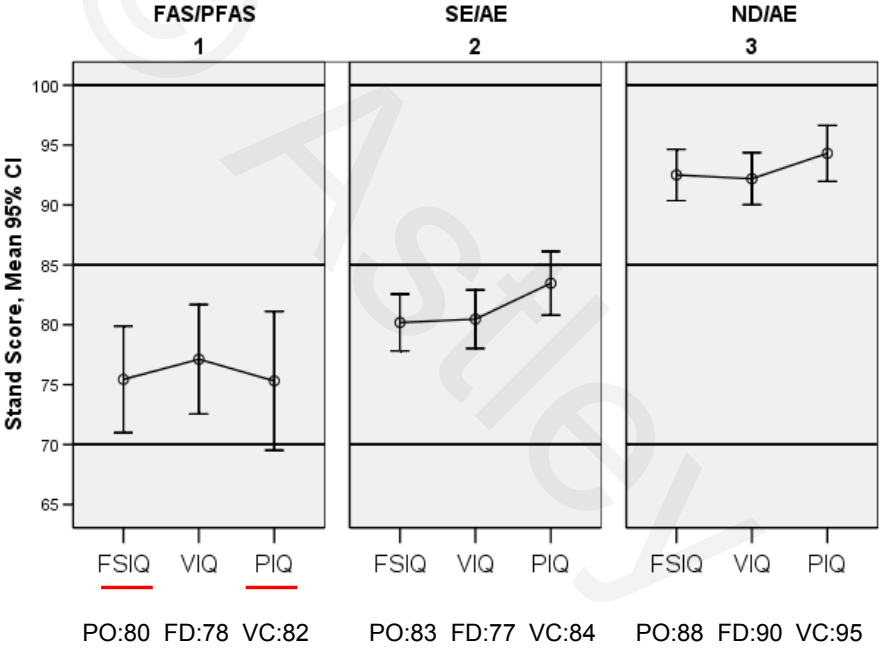 FAS/PFAS SE/AE ND/AE
1 2 3
Stand Score, Mean 95% CI
100
95
90
85
80
75
70
65
FSIQ VIQ PIQ FSIQ VIQ PIQ FSIQ VIQ PIQ
PO:80 FD:78 VC:82 PO:83 FD:77 VC:84 PO:88 FD:90 VC:95
© Astley